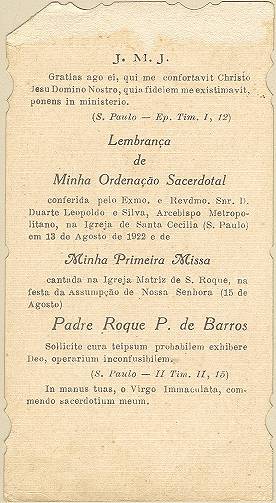 J. M. J.
Gratias ago ei, qui me confortavit Christo
Jesu Domino Nostro, quia fidelem me existimavit,
ponens in ministerio.
(S. Paulo — Ep. Tim. I, 12)
Lembrança
de
Minha Ordenação Sacerdotal
conferida pelo Exmo. e Revdmo. Snr. D.
Duarte Leopoldo e Silva, Arcebispo Metropo-
litano, na Igreja de Santa Cecilia (S. Paulo)
em 13 de Agosto de 1922 e de
Minha Primeira Missa
cantada na Igreja Matriz de S. Roque, na
festa da Assumpção de Nossa Senhora (15 de
Agosto)
Padre Roque P. de Barros
Sollicite cura teipsum probabilem exhibere
Deo, operarium inconfusibilem.
(S. Paulo — II Tim. II, 15)
In manus tuas, o Virgo Immaculata, com-
mendo sacerdotium meum.